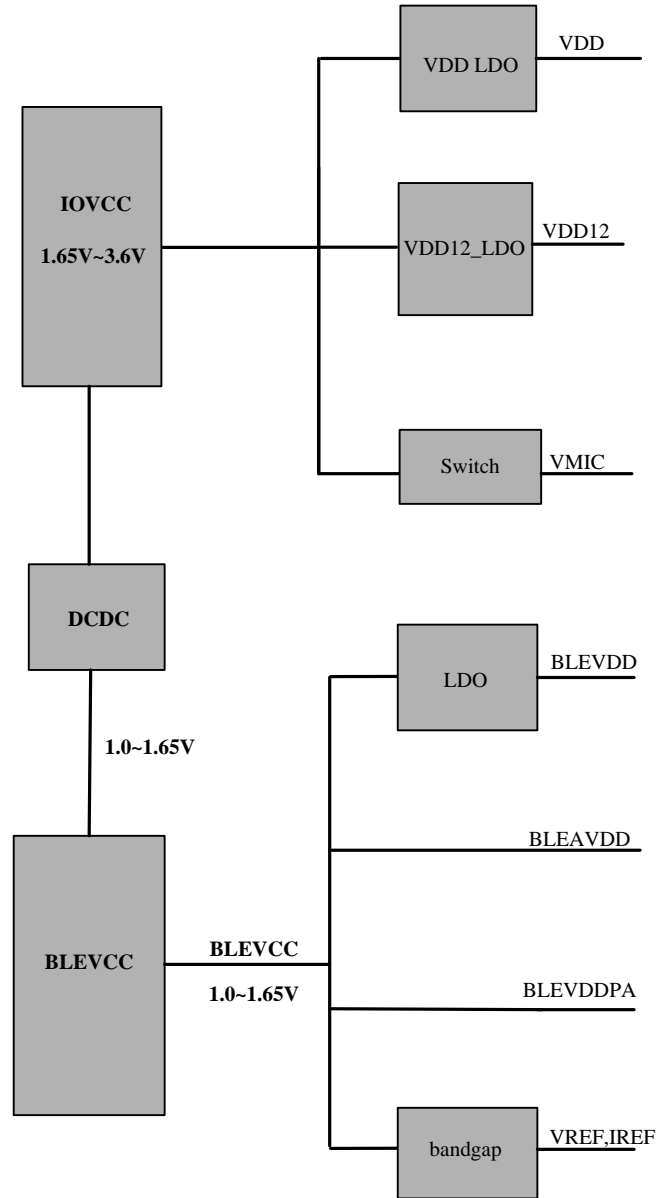 VDD LDO
VDD
IOVCC
1.65V~3.6V
VDD12_LDO
VDD12
Switch
VMIC
DCDC
1.0~1.65V
LDO
BLEVDD
BLEAVDD
BLEVCC
BLEVCC
1.0~1.65V
BLEVDDPA
bandgap
VREF,IREF